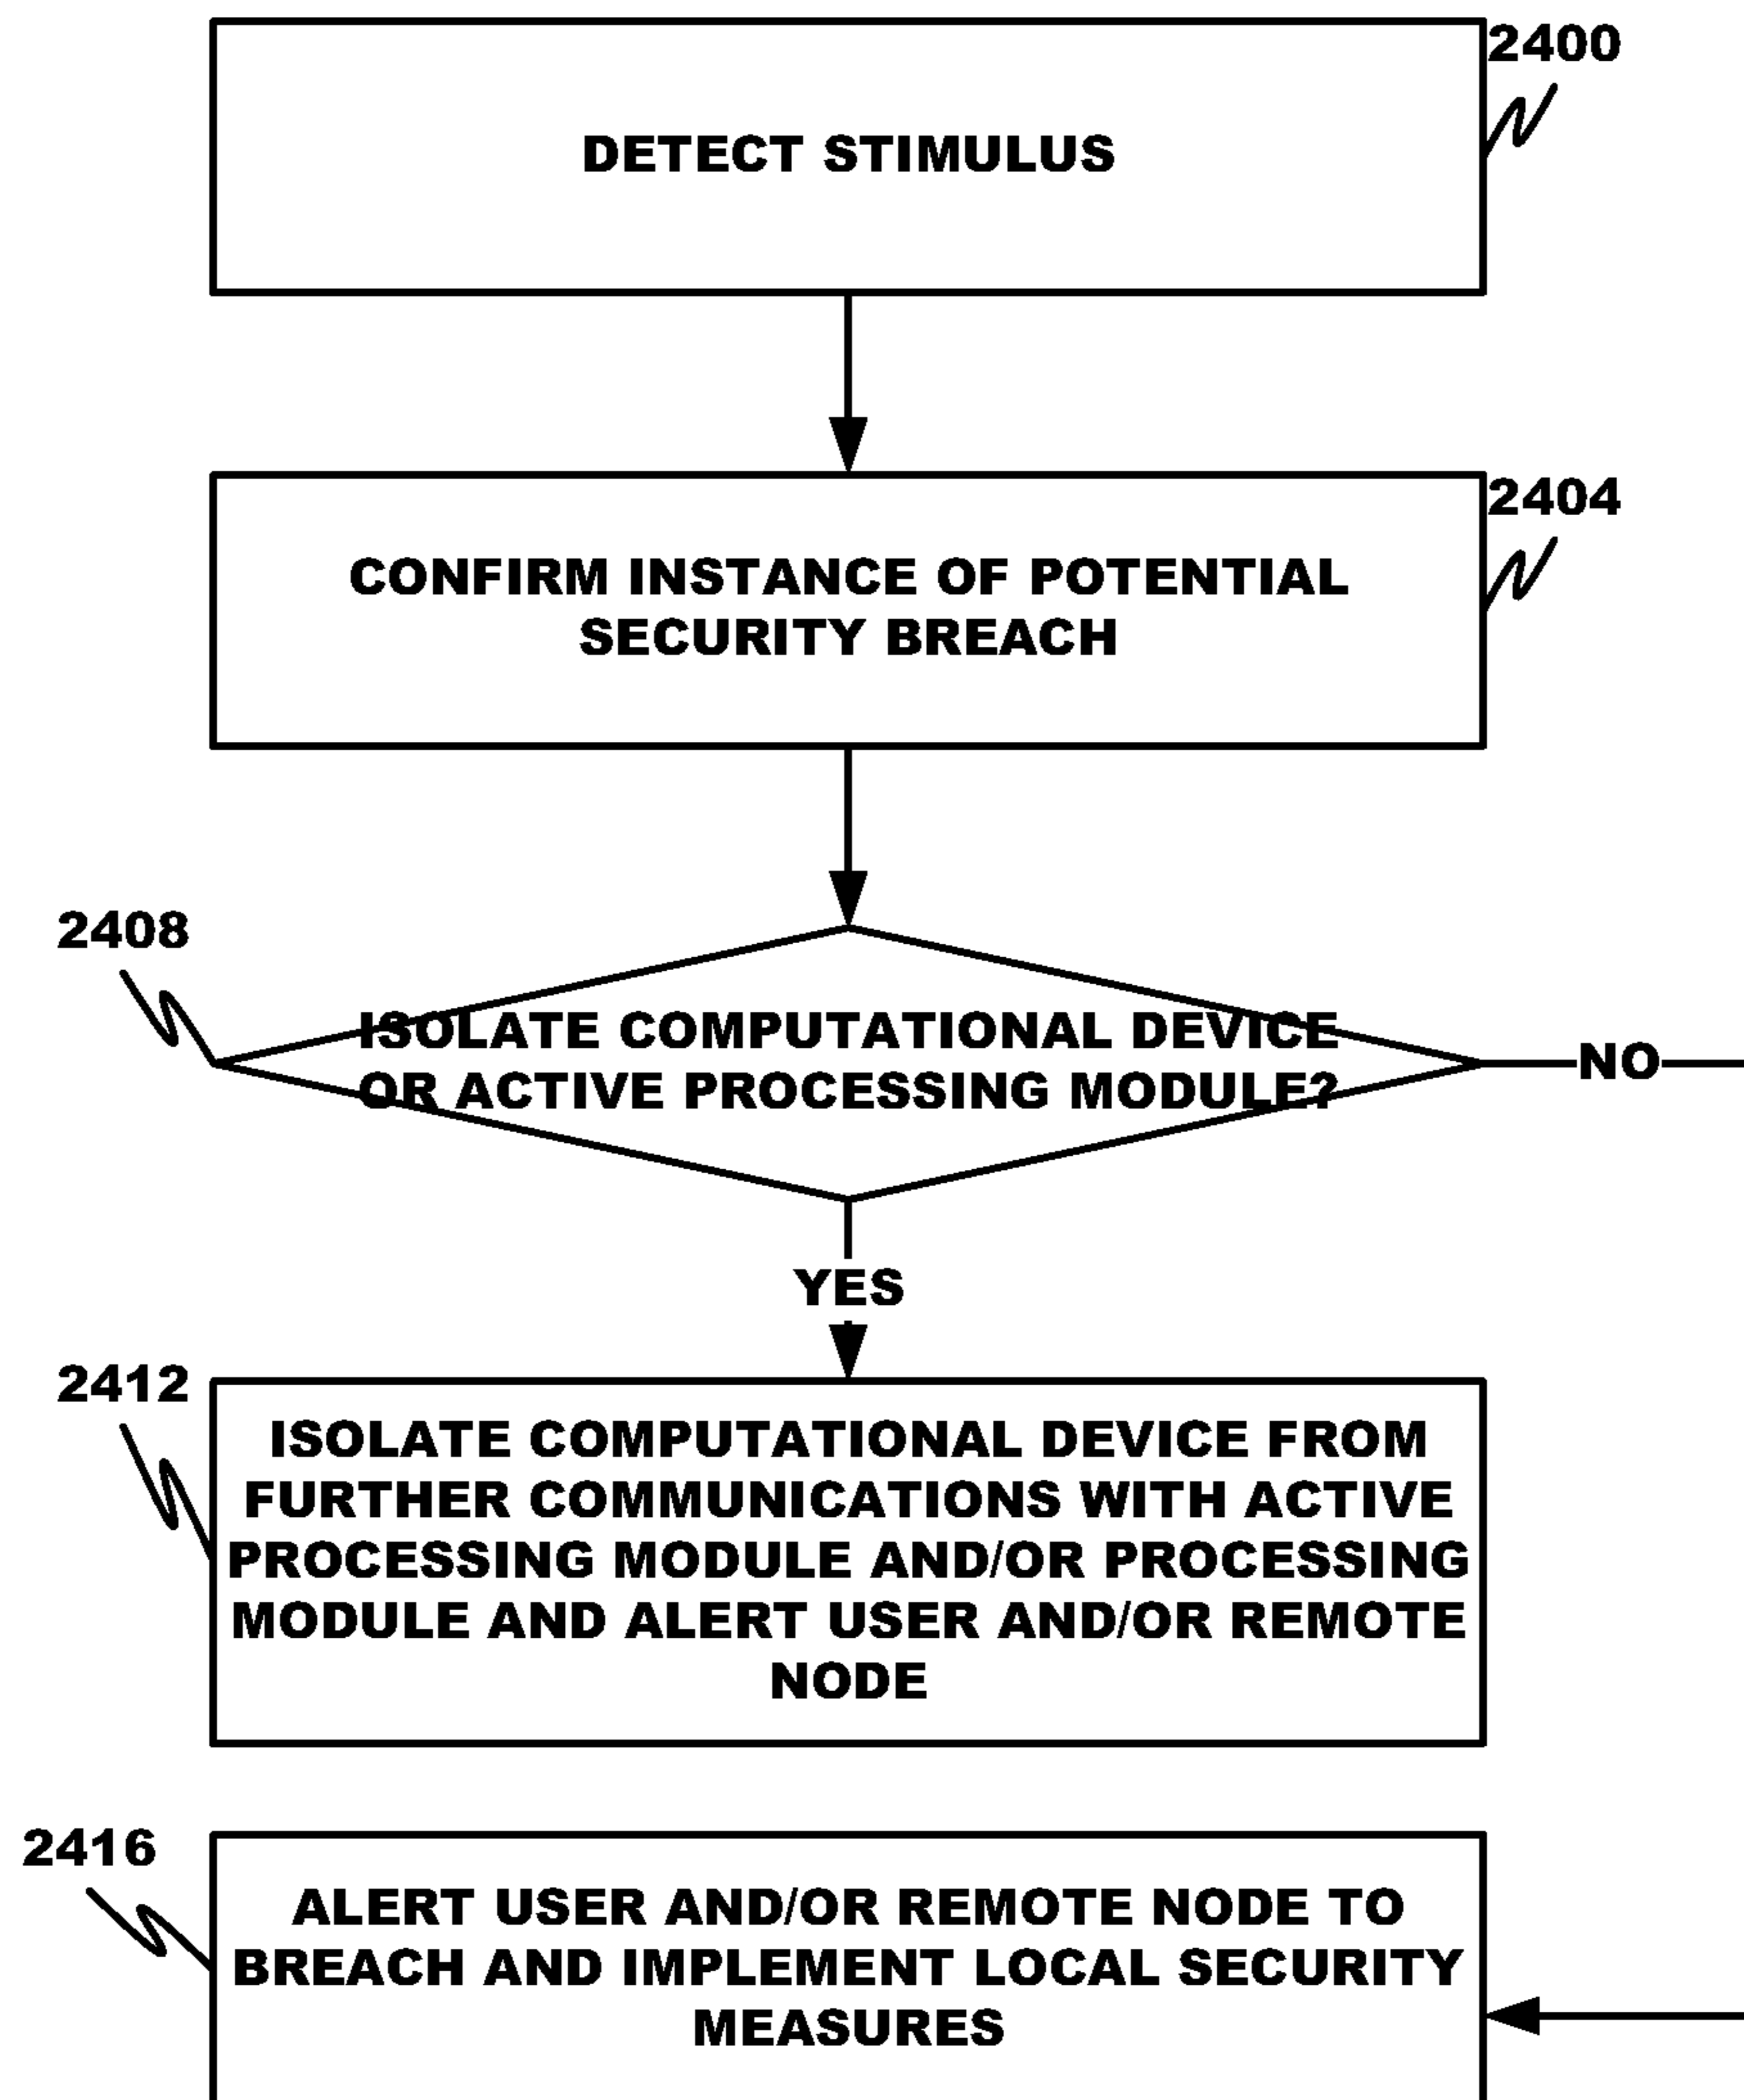 2400
DETECT STIMULUS
2404
CONFIRM INSTANCE OF POTENTIAL
SECURITY BREACH
2408
ISOLATE COMPUTATIONAL DEVICE
OR ACTIVE PROCESSING MODULE?
NO
YES
2412
ISOLATE COMPUTATIONAL DEVICE FROM
FURTHER COMMUNICATIONS WITH ACTIVE
PROCESSING MODULE AND/OR PROCESSING
MODULE AND ALERT USER AND/OR REMOTE
NODE
2416
ALERT USER AND/OR REMOTE NODE TO
BREACH AND IMPLEMENT LOCAL SECURITY
MEASURES